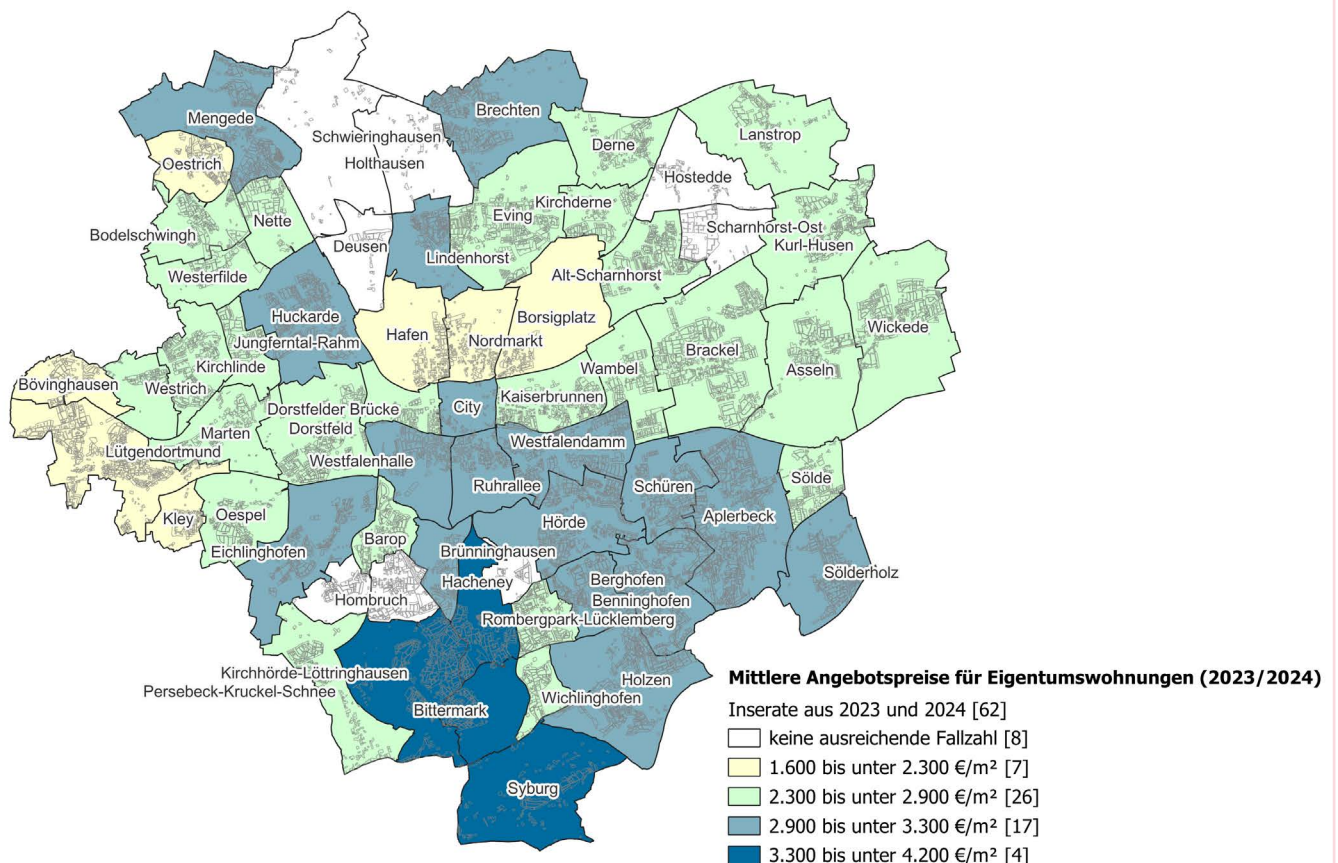 Mengede
Brechten
Schwieringhausen
Holthausen
Derne
Lanstrop
Oestrich
Hostedde
Nette
Kirchderne
Eving
Bodelschwingh
Deusen
Scharnhorst-Ost
Kurl-Husen
Westerfilde
Lindenhorst
Alt-Scharnhorst
Huckarde
Borsigplatz
Wickede
Jungferntal-Rahm
Hafen
Nordmarkt
Brackel
Kirchlinde
Wambel
Asseln
Bövinghausen
Westrich
Kaiserbrunnen
Dorstfelder Brücke
City
Dorstfeld
Marten
Westfalendamm
Lütgendortmund
Westfalenhalle
Ruhrallee
Schüren
Sölde
Kley
Oespel
Hörde
Aplerbeck
Barop
Eichlinghofen
Brünninghausen
Sölderholz
Hacheney
Berghofen
Hombruch
Benninghofen
Rombergpark-Lücklemberg
Kirchhörde-Löttringhausen
Holzen
Persebeck-Kruckel-Schnee
Wichlinghofen
Bittermark
Syburg
Mittlere Angebotspreise für Eigentumswohnungen (2023/2024)
Inserate aus 2023 und 2024 [62]
keine ausreichende Fallzahl [8]
1.600 bis unter 2.300 €/m² [7]
2.300 bis unter 2.900 €/m² [26]
2.900 bis unter 3.300 €/m² [17]
3.300 bis unter 4.200 €/m² [4]